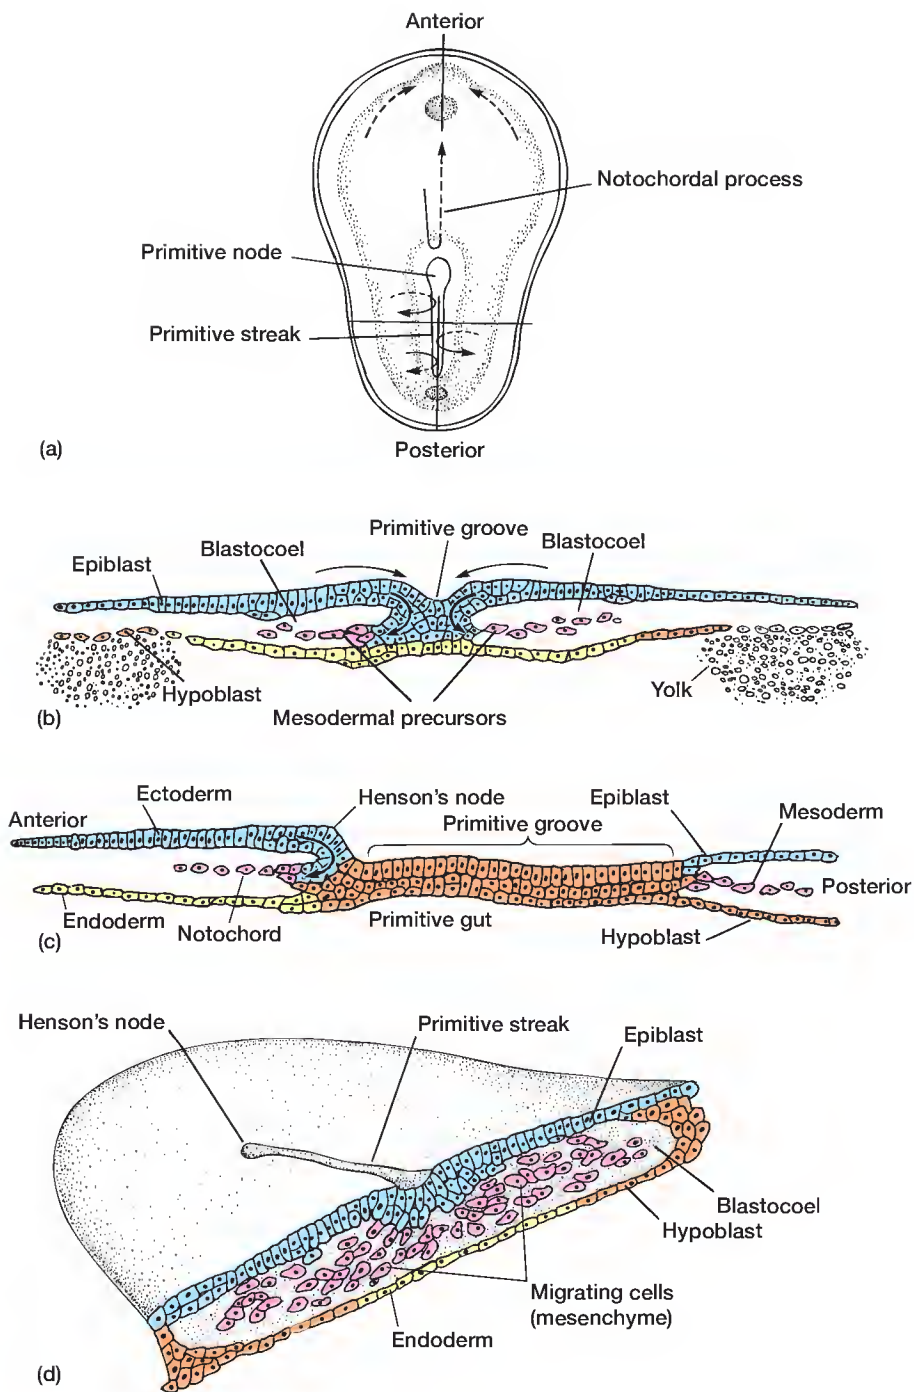 Anterior
Notochordal process
Primitive node
Primitive streak
(a)
Posterior
Primitive groove
Blastocoel
Blastocoel
Epiblast
Hypoblast
Yolk
Mesodermal precursors
(b)
Ectoderm
Henson's node
Epiblast
Mesoderm
Anterior
Primitive groove
Posterior
Endoderm
Notochord
Primitive gut
Hypoblast
(c)
Henson's node
Primitive streak
Epiblast
Blastocoel
Hypoblast
Migrating cells
(mesenchyme)
Endoderm
(d)